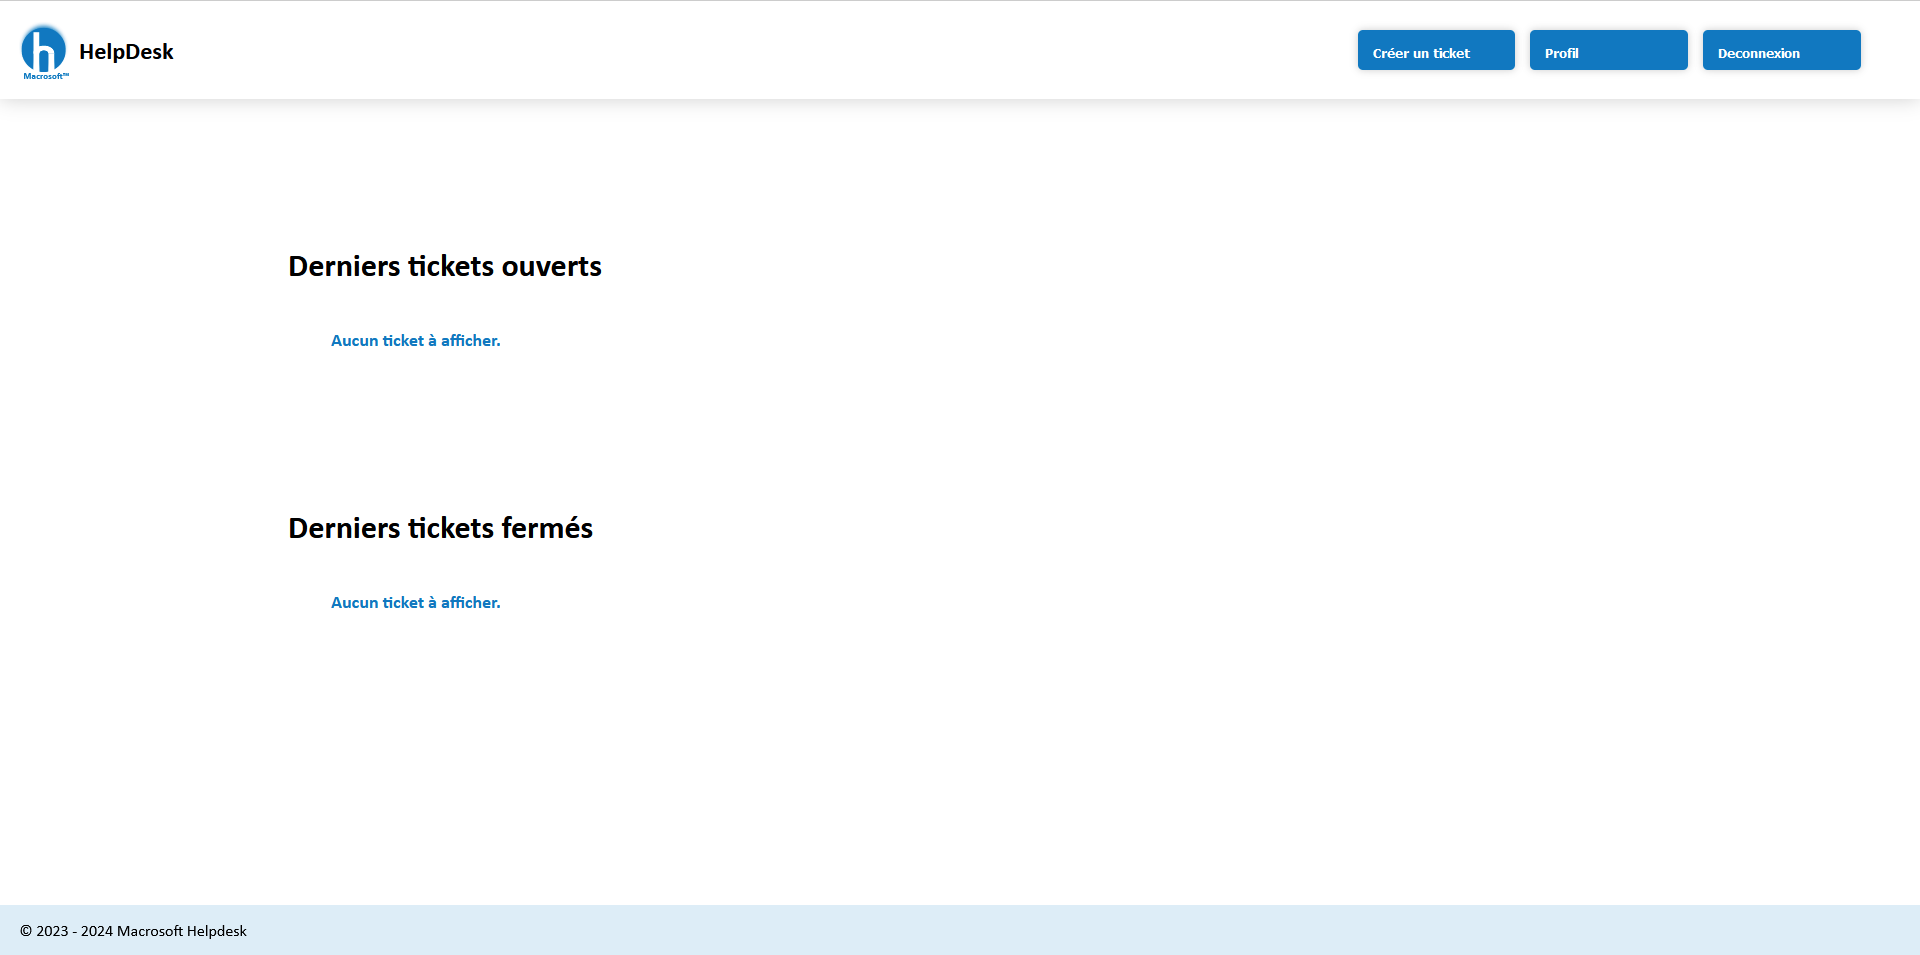 Macrosoft™
HelpDesk
Créer un ticket
Profil
Deconnexion
Derniers tickets ouverts
Aucun ticket à afficher.
Derniers tickets fermés
Aucun ticket à afficher.
© 2023 - 2024 Macrosoft Helpdesk